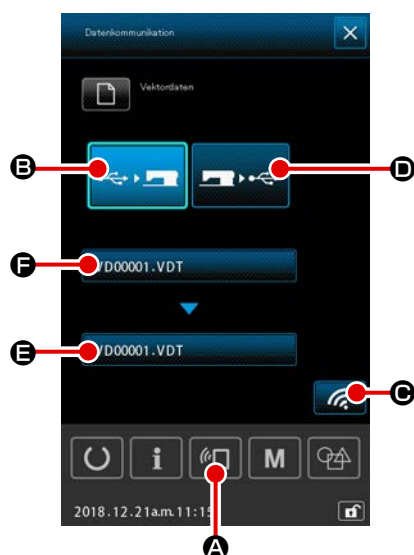 Datenkommunikation
Vektordaten
B
D
F VD00001.VDT
E VD00001.VDT
C
i M
2018.12.21a.m.11:15
A